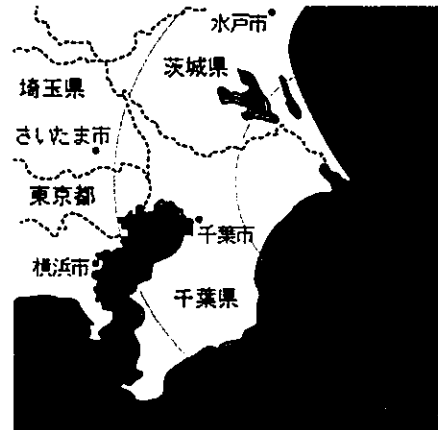 水戸市
茨城県
埼玉県
さいたま市
東京都
千葉市
横浜市
千葉県